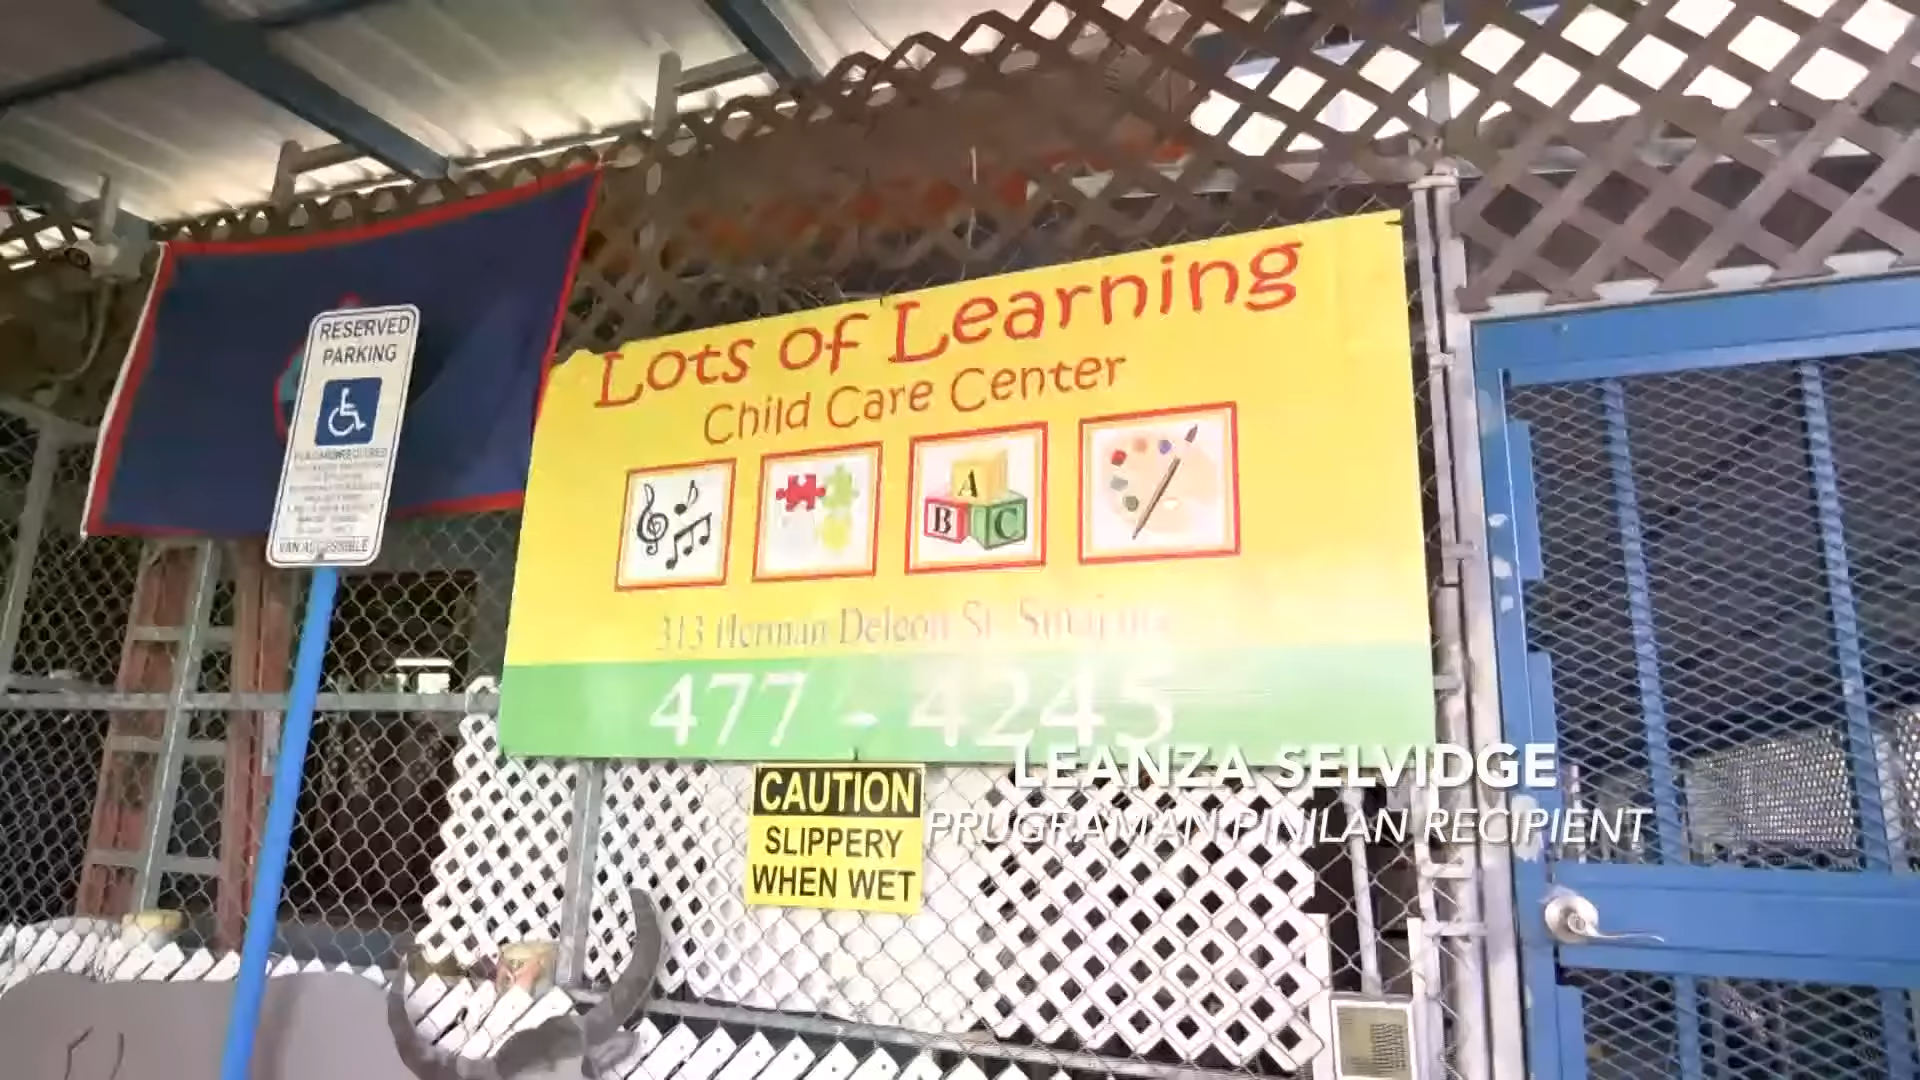 RESERVED
PARKING
VAN ACCESSIBLE
Lots of Learning
Child Care Center
A
B C
313 Herman Deleon St.
477 - 4245
CAUTION
SLIPPERY
WHEN WET
LEANZA SELVIDGE
PRUGRAMAN PINILAN RECIPIENT